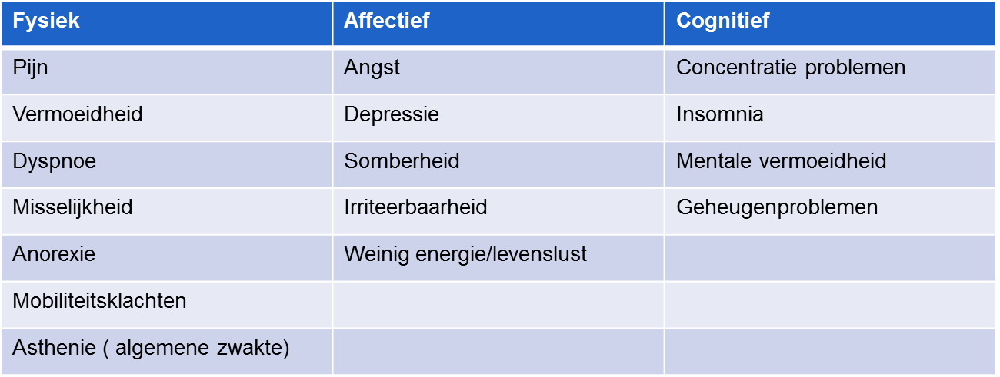 Fysiek Affectief Cognitief
Pijn Angst Concentratie problemen
Vermoeidheid Depressie Insomnia
Dyspnoe Somberheid Mentale vermoeidheid
Misselijkheid Irriteerbaarheid Geheugenproblemen
Anorexie Weinig energie/levenslust
Mobiliteitsklachten
Asthenie ( algemene zwakte)